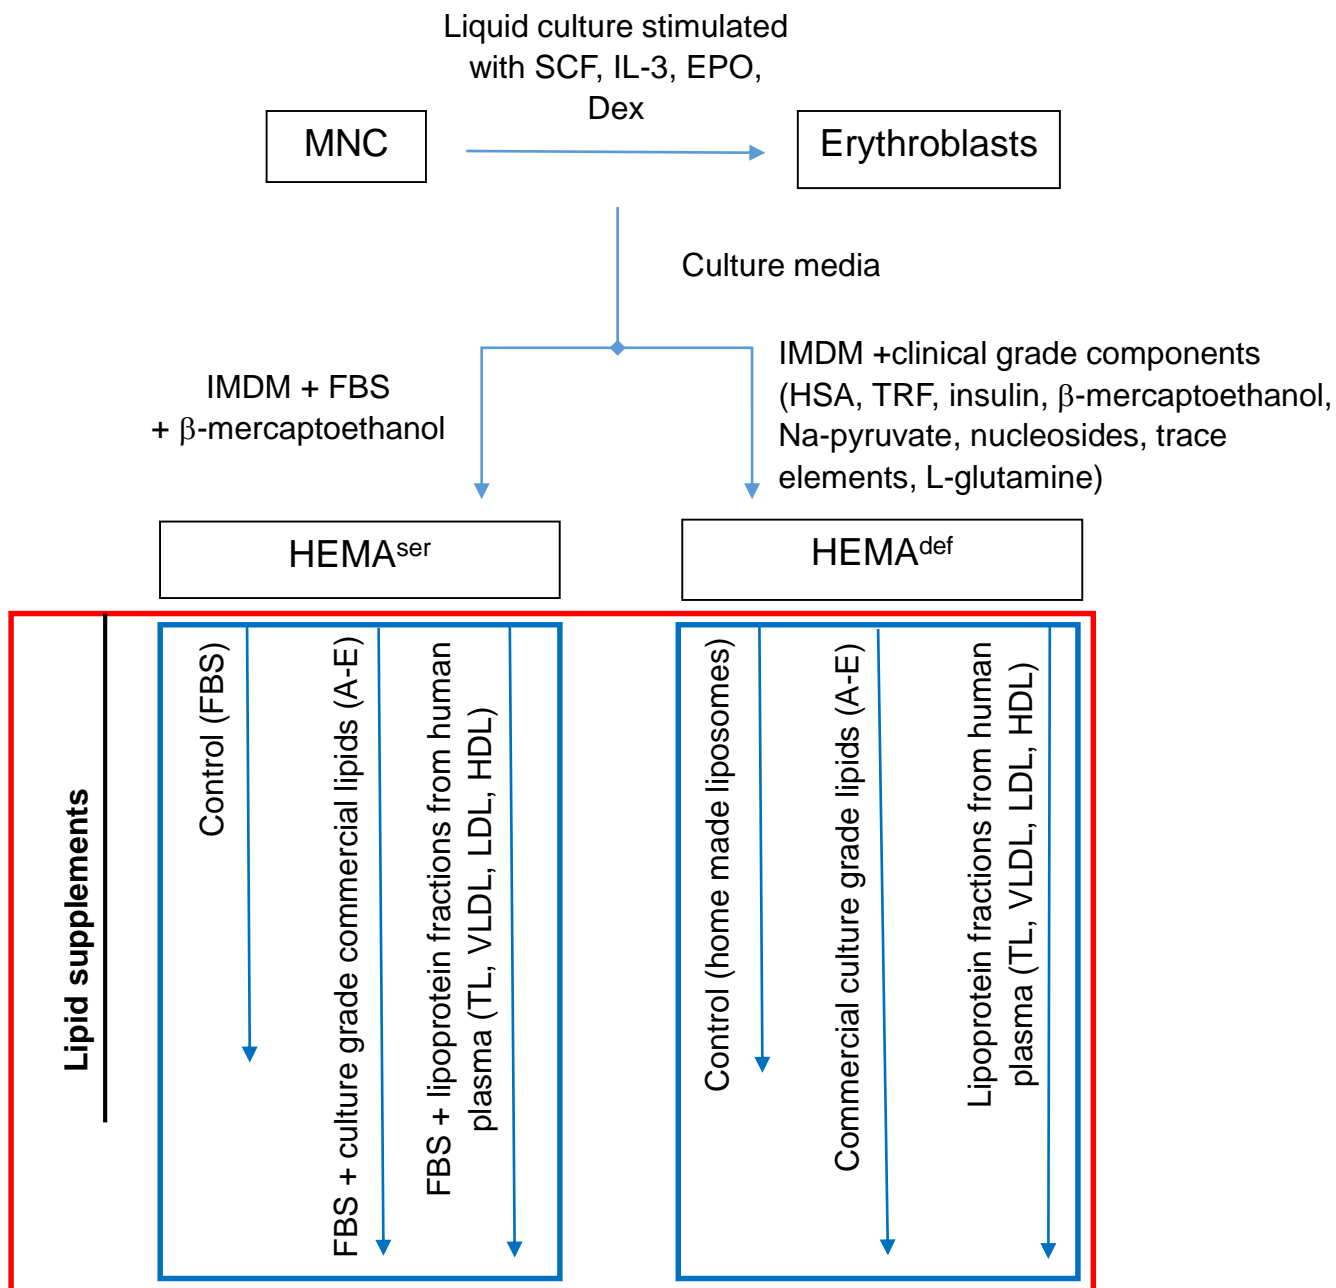 Liquid culture stimulated
with SCF, IL-3, EPO,
Dex
MNC
Erythroblasts
Culture media
IMDM + FBS
+ β-mercaptoethanol
IMDM +clinical grade components
(HSA, TRF, insulin, β-mercaptoethanol,
Na-pyruvate, nucleosides, trace
elements, L-glutamine)
HEMAser
HEMAdef
Lipid supplements
Control (FBS)
FBS + culture grade commercial lipids (A-E)
FBS + lipoprotein fractions from human
plasma (TL, VLDL, LDL, HDL)
Control (home made liposomes)
Commercial culture grade lipids (A-E)
Lipoprotein fractions from human
plasma (TL, VLDL, LDL, HDL)